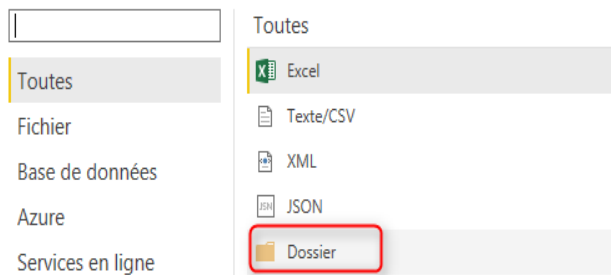 Toutes
Fichier
Base de données
Azure
Services en ligne
Toutes
Excel
Texte/CSV
XML
JSON
Dossier